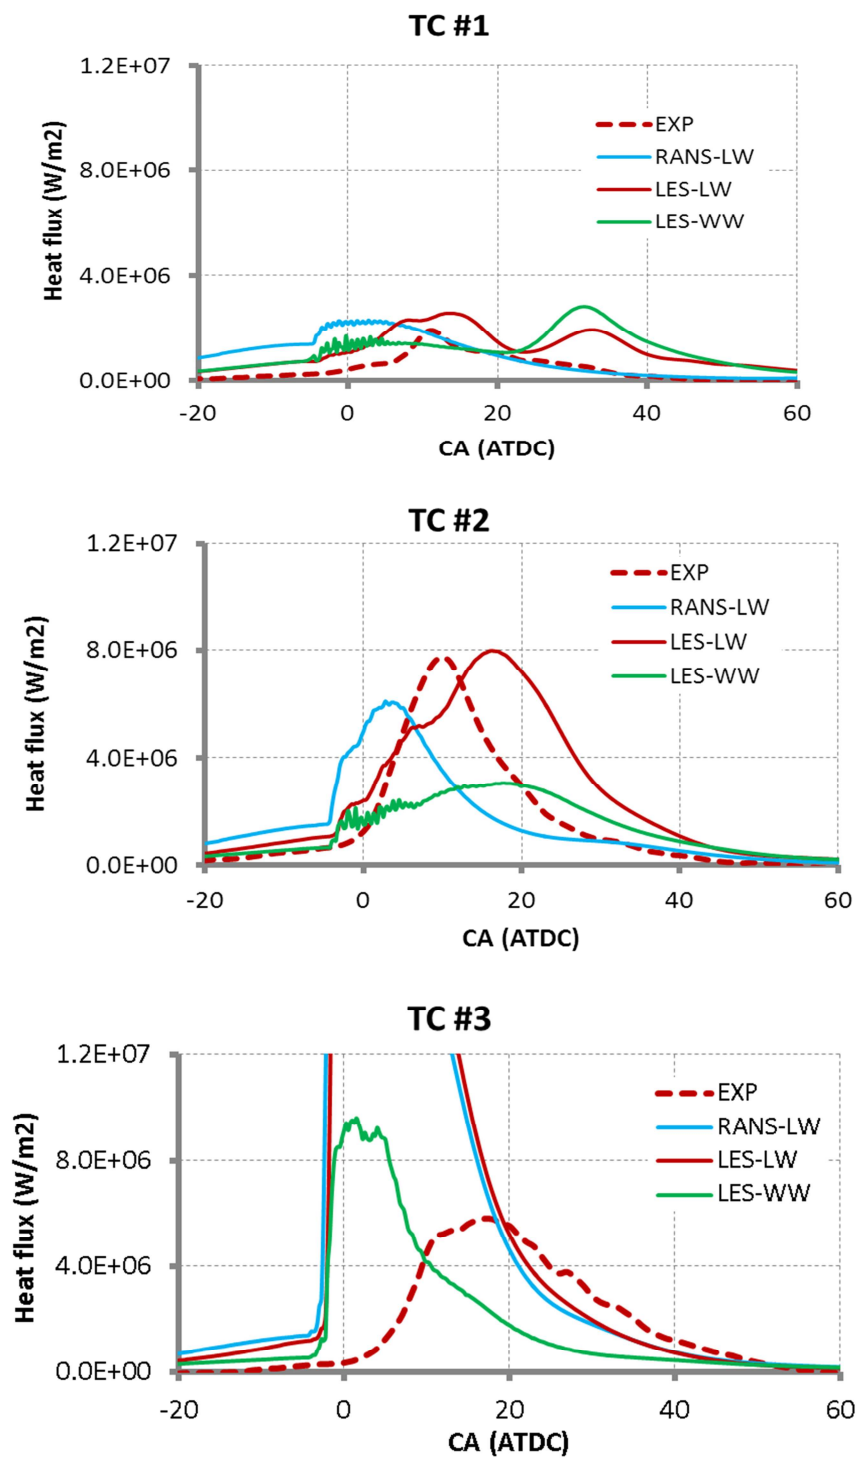 TC #1
1.2E+07
8.0E+06
4.0E+06
0.0E+00
Heat flux (W/m2)
EXP
RANS-LW
LES-LW
LES-WW
-20 0 20 40 60
CA (ATDC)
TC #2
1.2E+07
8.0E+06
4.0E+06
0.0E+00
Heat flux (W/m2)
EXP
RANS-LW
LES-LW
LES-WW
-20 0 20 40 60
CA (ATDC)
TC #3
1.2E+07
8.0E+06
4.0E+06
0.0E+00
Heat flux (W/m2)
EXP
RANS-LW
LES-LW
LES-WW
-20 0 20 40 60
CA (ATDC)